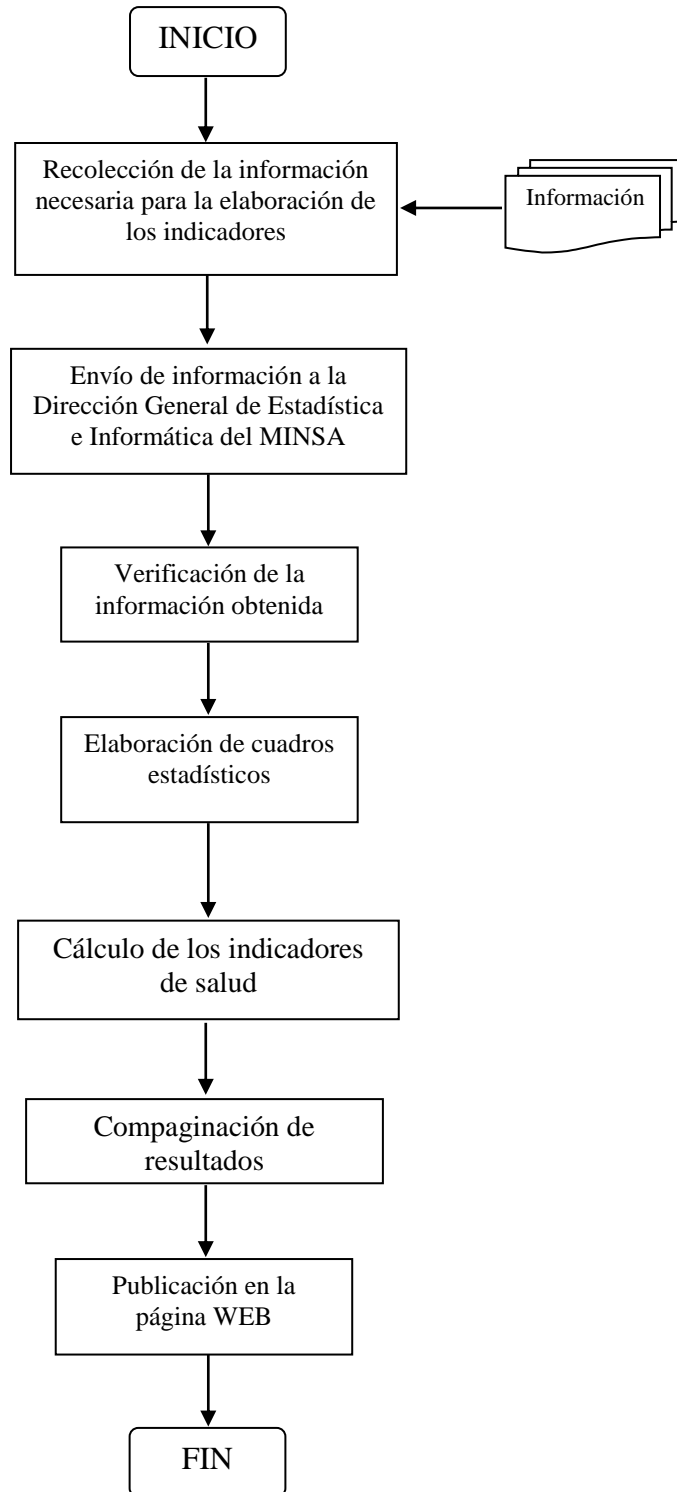 INICIO
Recolección de la información
necesaria para la elaboración de
los indicadores
Información
Envío de información a la
Dirección General de Estadística
e Informática del MINSA
Verificación de la
información obtenida
Elaboración de cuadros
estadísticos
Cálculo de los indicadores
de salud
Compaginación de
resultados
Publicación en la
página WEB
FIN